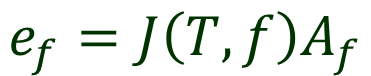 e_f = J(T, f)A_f